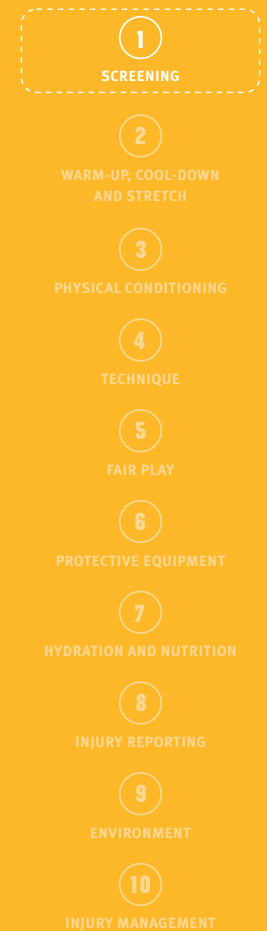 1
SCREENING
2
WARM-UP, COOL-DOWN
AND STRETCH
3
PHYSICAL CONDITIONING
4
TECHNIQUE
5
FAIR PLAY
6
PROTECTIVE EQUIPMENT
7
HYDRATION AND NUTRITION
8
INJURY REPORTING
9
ENVIRONMENT
10
INJURY MANAGEMENT